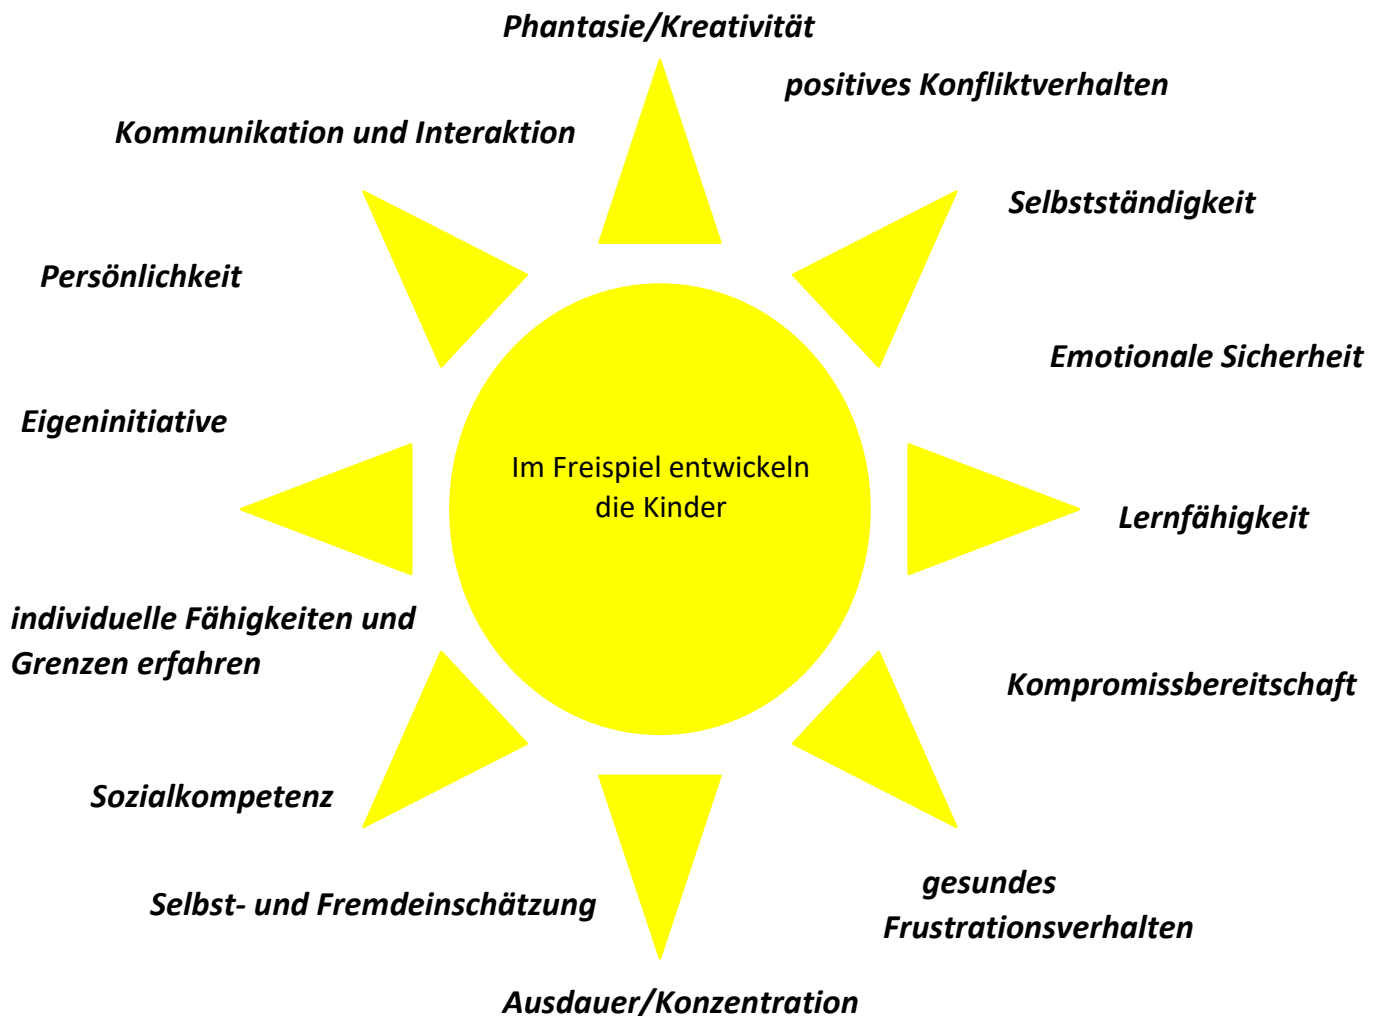 Phantasie/Kreativität
positives Konfliktverhalten
Kommunikation und Interaktion
Selbstständigkeit
Persönlichkeit
Emotionale Sicherheit
Eigeninitiative
Im Freispiel entwickeln
die Kinder
Lernfähigkeit
individuelle Fähigkeiten und
Grenzen erfahren
Kompromissbereitschaft
Sozialkompetenz
gesundes
Frustrationsverhalten
Selbst- und Fremdeinschätzung
Ausdauer/Konzentration